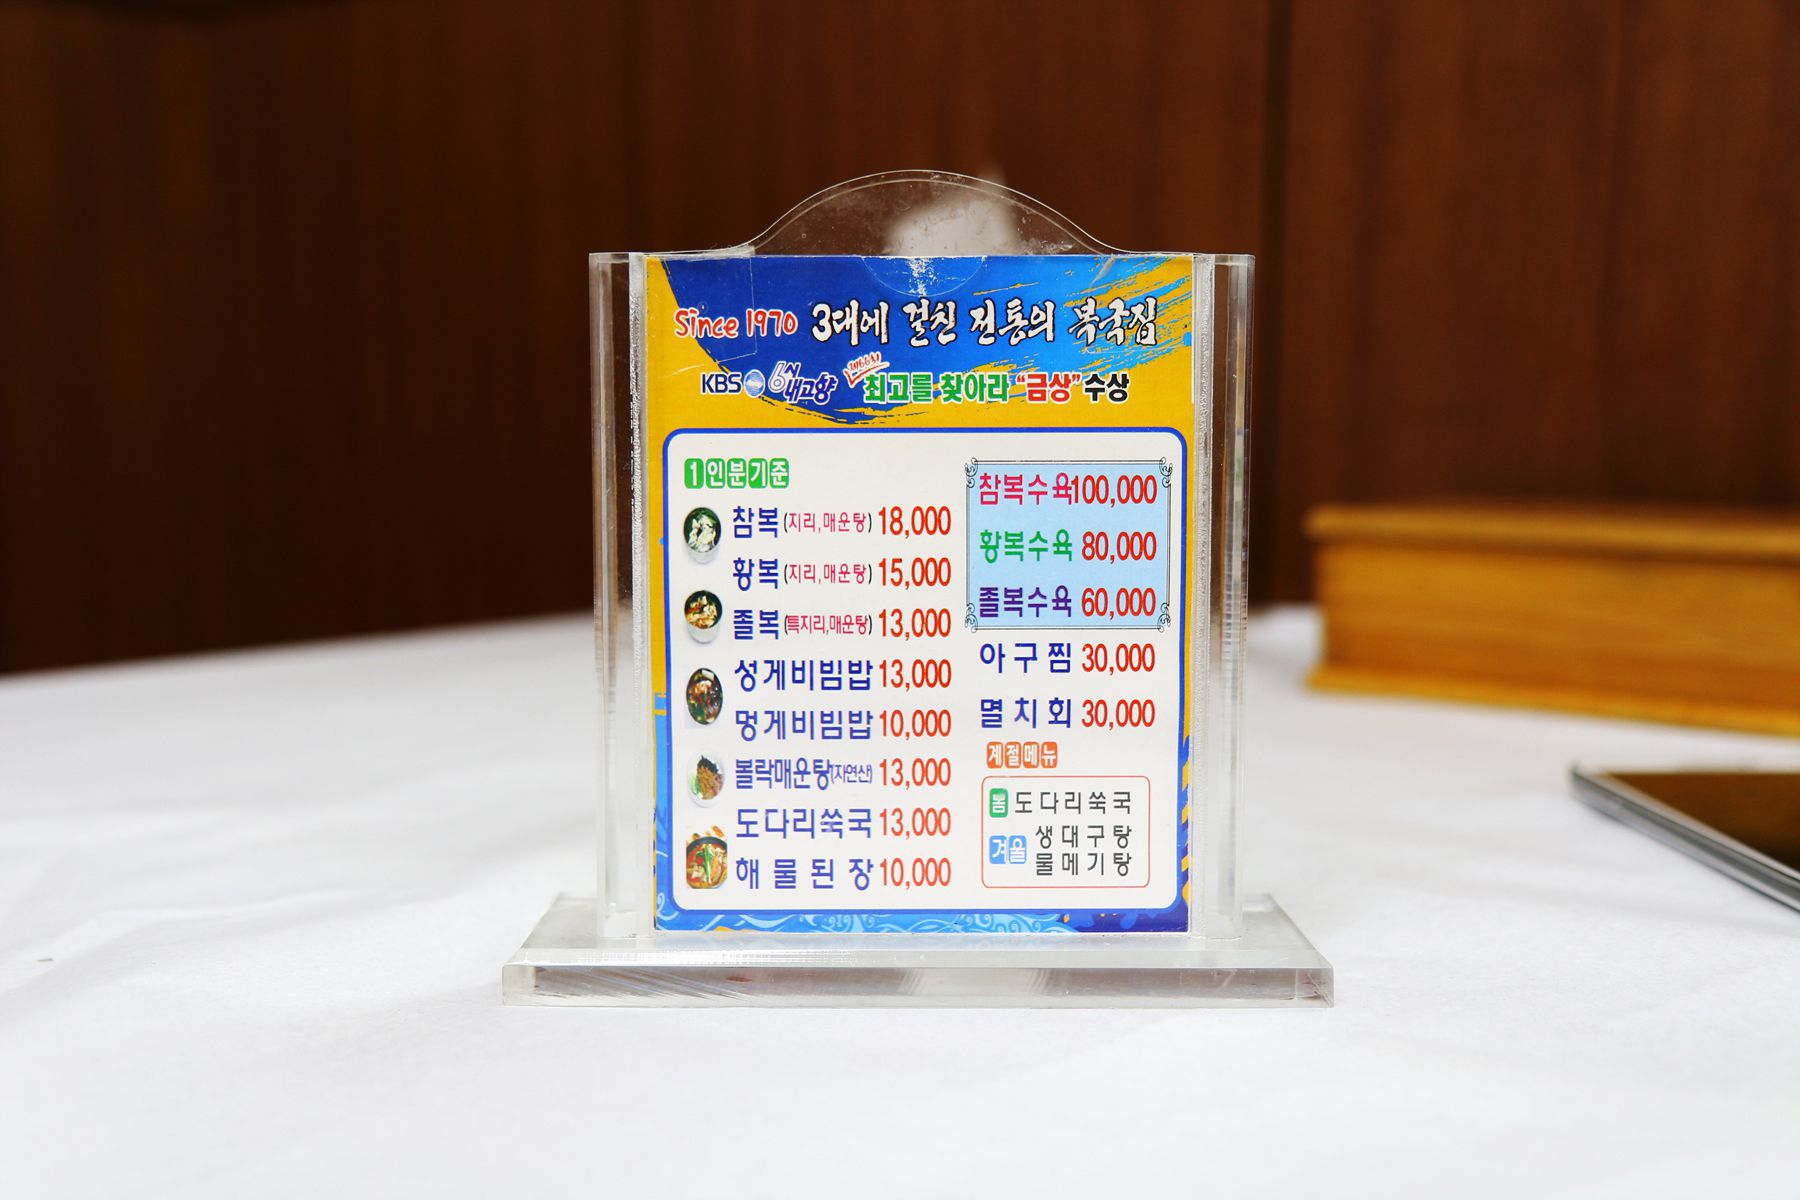 Since 1970 3대에 걸친 전통의 복국집
KBS 6시 내고향 최고를 찾아라 "금상" 수상
1인분기준
참복(지리,매운탕) 18,000
황복(지리,매운탕) 15,000
졸복(특지리,매운탕) 13,000
성게비빔밥 13,000
멍게비빔밥 10,000
볼락매운탕(자연산) 13,000
도다리쑥국 13,000
해물된장 10,000
참복수육 100,000
황복수육 80,000
졸복수육 60,000
아구찜 30,000
멸치회 30,000
계절메뉴
봄 도다리쑥국
겨울 생대구탕
물메기탕